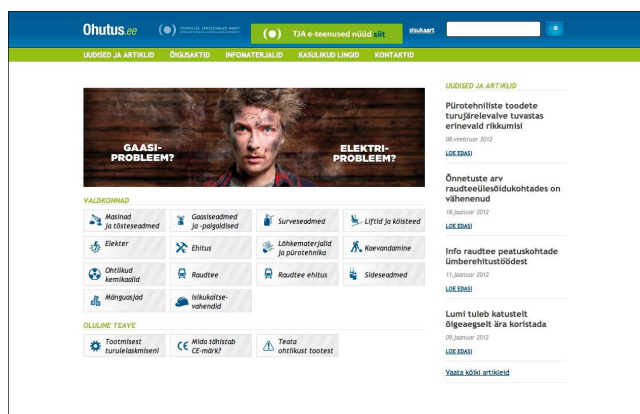 Ohutus.ee
TEHNILISE JÄRELEVALVE AMET
TJA e-teenused nüüd siit
sisukaart
UUDISED JA ARTIKLID ÕIGUSAKTID INFOMATERJALID KASULIKUD LINGID KONTAKTID
GAASI-
PROBLEEM?
ELEKTRI-
PROBLEEM?
VALDKONNAD
Masinad
ja tõsteseadmed
Gaasiseadmed
ja -paigaldised
Surveseadmed
Liftid ja köisteed
Elekter
Ehitus
Lõhkematerjalid
ja pürotehnika
Kaevandamine
Ohtlikud
kemikaalid
Raudtee
Raudtee ehitus
Sideseadmed
Mänguasjad
Isikukaitse-
vahendid
OLULINE TEAVE
Tootmisest
turulelaskmiseni
Mida tähistab
CE-märk?
Teata
ohtlikust tootest
UUDISED JA ARTIKLID
Pürotehniliste toodete
turujärelevalve tuvastas
erinevaid rikkumisi
08.veebruar 2012
LOE EDASI
Õnnetuste arv
raudteeülesõidukohtades on
vähenenud
18.jaanuar 2012
LOE EDASI
Info raudtee peatuskohtade
ümberehitustöödest
11.jaanuar 2012
LOE EDASI
Lumi tuleb katustelt
õigeaegselt ära koristada
09.jaanuar 2012
LOE EDASI
Vaata kõiki artikleid